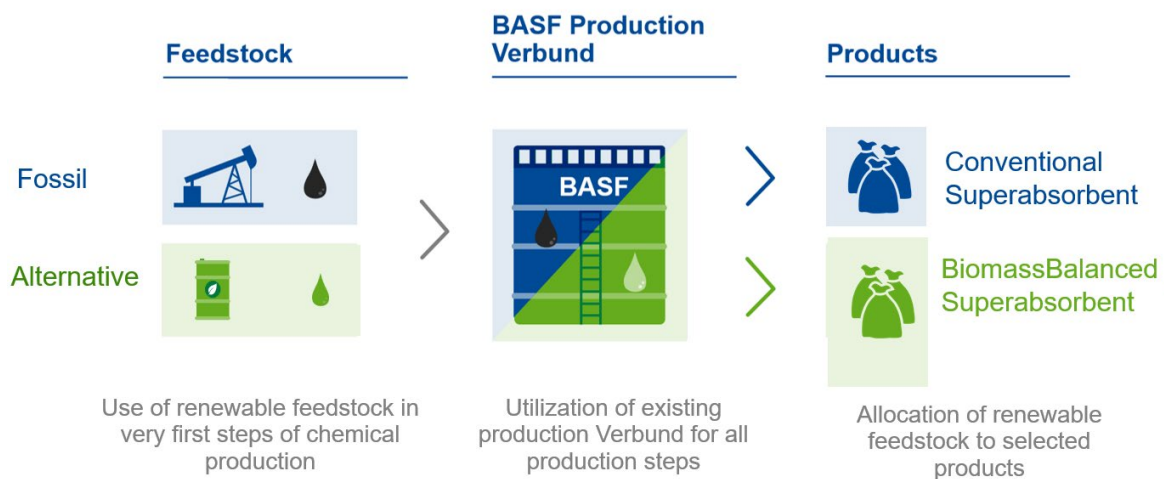 Feedstock
BASF Production
Verbund
Products
Fossil
BASF
Conventional
Superabsorbent
Alternative
BiomassBalanced
Superabsorbent
Use of renewable feedstock in
very first steps of chemical
production
Utilization of existing
production Verbund for all
production steps
Allocation of renewable
feedstock to selected
products